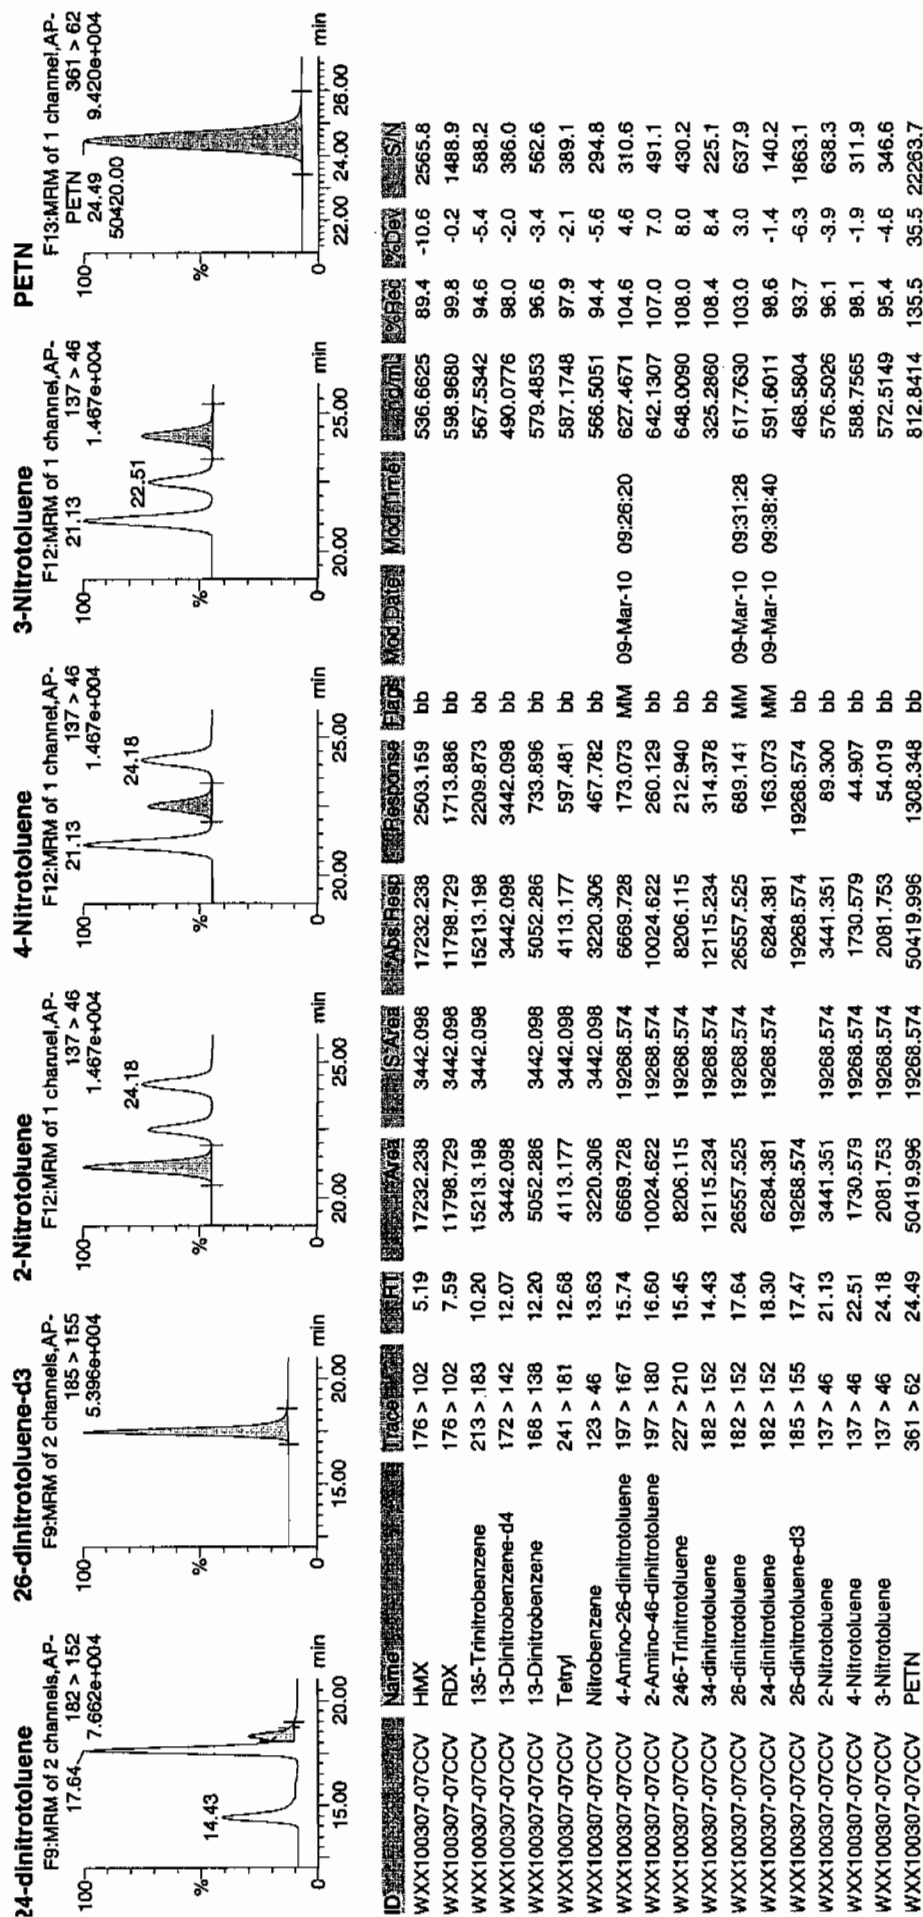 24-dinitrotoluene
F9:MRM of 2 channels,AP-
182 > 152
7.662e+004
17.64
14.43
100
%
0
15.00
20.00
min
26-dinitrotoluene-d3
F9:MRM of 2 channels,AP-
185 > 155
5.396e+004
100
%
0
15.00
20.00
min
2-Nitrotoluene
F12:MRM of 1 channel,AP-
137 > 46
1.467e+004
24.18
100
%
0
20.00
25.00
min
4-Nitrotoluene
F12:MRM of 1 channel,AP-
137 > 46
1.467e+004
21.13
24.18
100
%
0
20.00
25.00
min
3-Nitrotoluene
F12:MRM of 1 channel,AP-
137 > 46
1.467e+004
21.13
22.51
100
%
0
20.00
25.00
min
PETN
F13:MRM of 1 channel,AP-
361 > 62
9.420e+004
PETN
24.49
50420.00
100
%
0
22.00
24.00
26.00
min
ID Name Trace RT Area IS Area *Abs.Resp Response Flags Mod.Date Mod.Time ng/mL %Rec %Dev S/N
WXX100307-07CCV HMX 176 > 102 5.19 17232.238 3442.098 17232.238 2503.159 bb 536.6625 89.4 -10.6 2565.8
WXX100307-07CCV RDX 176 > 102 7.59 11798.729 3442.098 11798.729 1713.886 bb 598.9680 99.8 -0.2 1488.9
WXX100307-07CCV 135-Trinitrobenzene 213 > 183 10.20 15213.198 3442.098 15213.198 2209.873 bb 567.5342 94.6 -5.4 588.2
WXX100307-07CCV 13-Dinitrobenzene-d4 172 > 142 12.07 3442.098 3442.098 3442.098 bb 490.0776 98.0 -2.0 386.0
WXX100307-07CCV 13-Dinitrobenzene 168 > 138 12.20 5052.286 3442.098 5052.286 733.896 bb 579.4853 96.6 -3.4 562.6
WXX100307-07CCV Tetryl 241 > 181 12.68 4113.177 3442.098 4113.177 597.481 bb 587.1748 97.9 -2.1 389.1
WXX100307-07CCV Nitrobenzene 123 > 46 13.63 3220.306 3442.098 3220.306 467.782 bb 566.5051 94.4 -5.6 294.8
WXX100307-07CCV 4-Amino-26-dinitrotoluene 197 > 167 15.74 6669.728 19268.574 6669.728 173.073 MM 09-Mar-10 09:26:20 627.4671 104.6 4.6 310.6
WXX100307-07CCV 2-Amino-46-dinitrotoluene 197 > 180 16.60 10024.622 19268.574 10024.622 260.129 bb 642.1307 107.0 7.0 491.1
WXX100307-07CCV 246-Trinitrotoluene 227 > 210 15.45 8206.115 19268.574 8206.115 212.940 bb 648.0090 108.0 8.0 430.2
WXX100307-07CCV 34-dinitrotoluene 182 > 152 14.43 12115.234 19268.574 12115.234 314.378 bb 325.2860 108.4 8.4 225.1
WXX100307-07CCV 26-dinitrotoluene 182 > 152 17.64 26557.525 19268.574 26557.525 689.141 MM 09-Mar-10 09:31:28 617.7630 103.0 3.0 637.9
WXX100307-07CCV 24-dinitrotoluene 182 > 152 18.30 6284.381 19268.574 6284.381 163.073 MM 09-Mar-10 09:38:40 591.6011 98.6 -1.4 140.2
WXX100307-07CCV 26-dinitrotoluene-d3 185 > 155 17.47 19268.574 19268.574 19268.574 bb 468.5804 93.7 -6.3 1863.1
WXX100307-07CCV 2-Nitrotoluene 137 > 46 21.13 3441.351 19268.574 3441.351 89.300 bb 576.5026 96.1 -3.9 638.3
WXX100307-07CCV 4-Nitrotoluene 137 > 46 22.51 1730.579 19268.574 1730.579 44.907 bb 588.7565 98.1 -1.9 311.9
WXX100307-07CCV 3-Nitrotoluene 137 > 46 24.18 2081.753 19268.574 2081.753 54.019 bb 572.5149 95.4 -4.6 346.6
WXX100307-07CCV PETN 361 > 62 24.49 50419.996 19268.574 50419.996 1308.348 bb 812.8414 135.5 35.5 22263.7